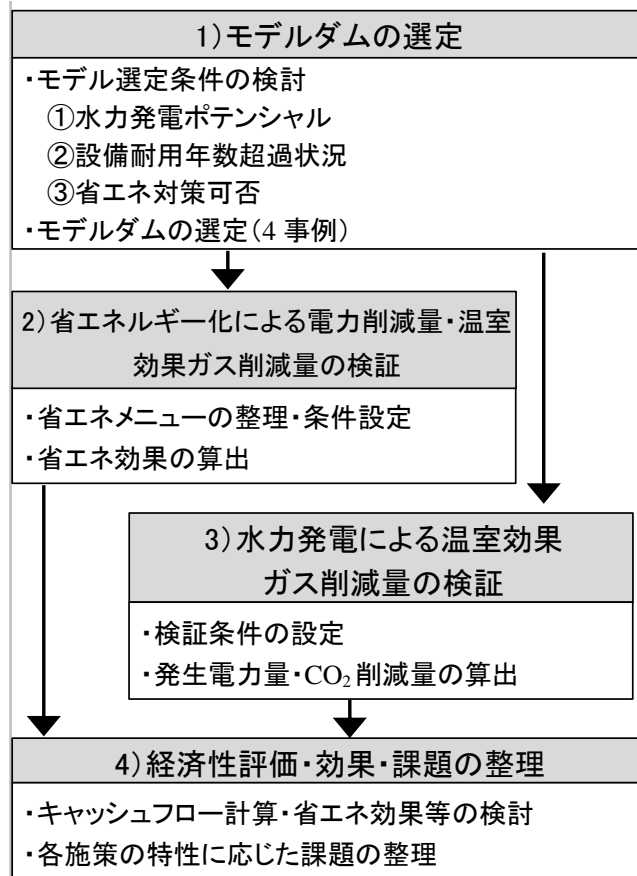 1)モデルダムの選定
・モデル選定条件の検討
①水力発電ポテンシャル
②設備耐用年数超過状況
③省エネ対策可否
・モデルダムの選定(4 事例)
2)省エネルギー化による電力削減量・温室
効果ガス削減量の検証
・省エネメニューの整理・条件設定
・省エネ効果の算出
3)水力発電による温室効果
ガス削減量の検証
・検証条件の設定
・発生電力量・CO₂削減量の算出
4)経済性評価・効果・課題の整理
・キャッシュフロー計算・省エネ効果等の検討
・各施策の特性に応じた課題の整理